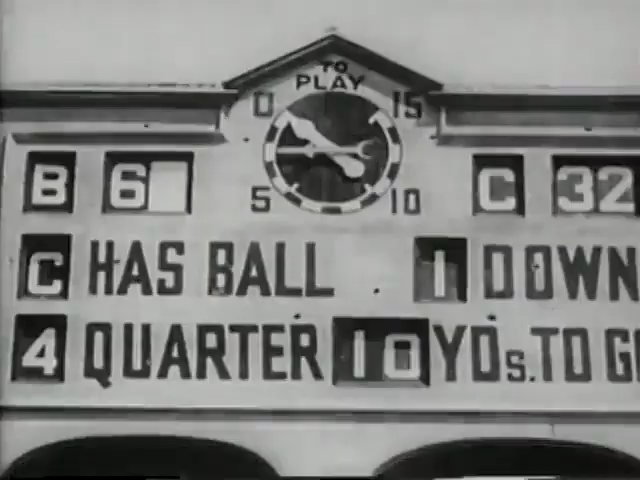 TO
PLAY
0 15
B 6 C 32
5 10
C HAS BALL 1 DOWN
4 QUARTER 10 YDS. TO G